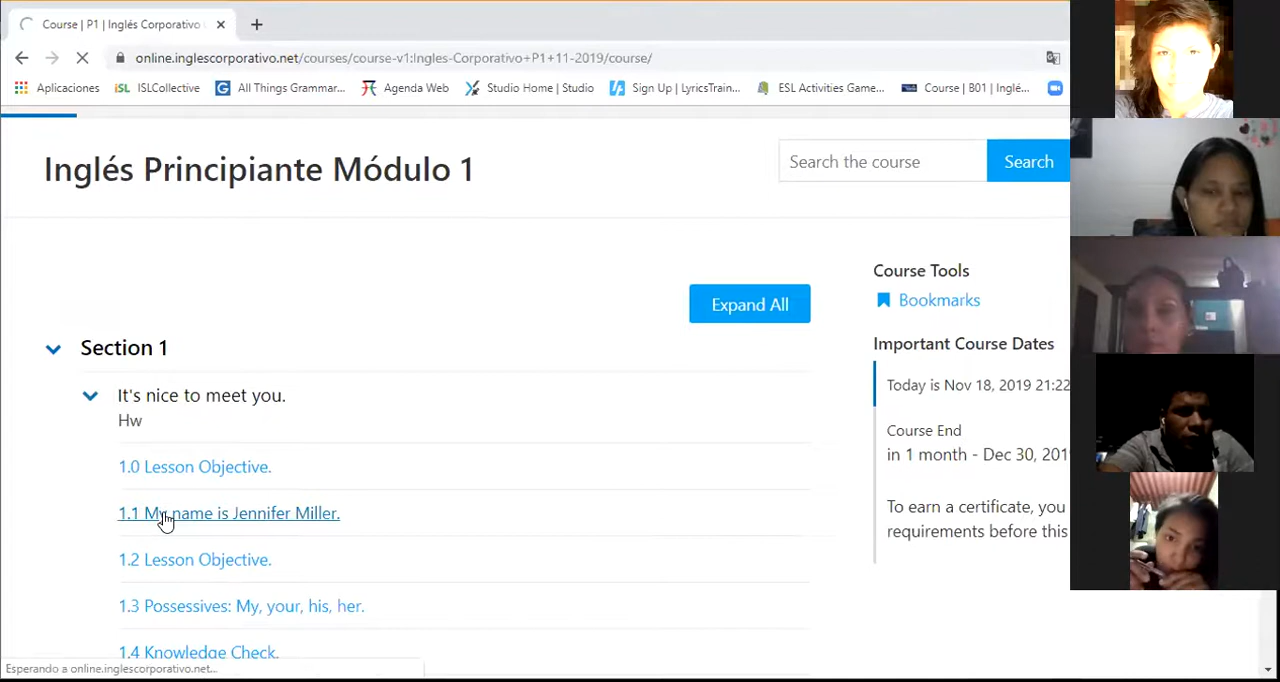 Course | P1 | Inglés Corporativo
online.inglescorporativo.net/courses/course-v1:Ingles-Corporativo+P1+11-2019/course/
Aplicaciones iSL ISLCollective G All Things Grammar... Agenda Web Studio Home | Studio Sign Up | LyricsTrain... ESL Activities Game... Course | B01 | Inglé...
Inglés Principiante Módulo 1
Search the course
Search
Expand All
Course Tools
Bookmarks
Important Course Dates
Today is Nov 18, 2019 21:22
Course End
in 1 month - Dec 30, 201
To earn a certificate, you
requirements before this
Section 1
It's nice to meet you.
Hw
1.0 Lesson Objective.
1.1 My name is Jennifer Miller.
1.2 Lesson Objective.
1.3 Possessives: My, your, his, her.
1.4 Knowledge Check.
Esperando a online.inglescorporativo.net...